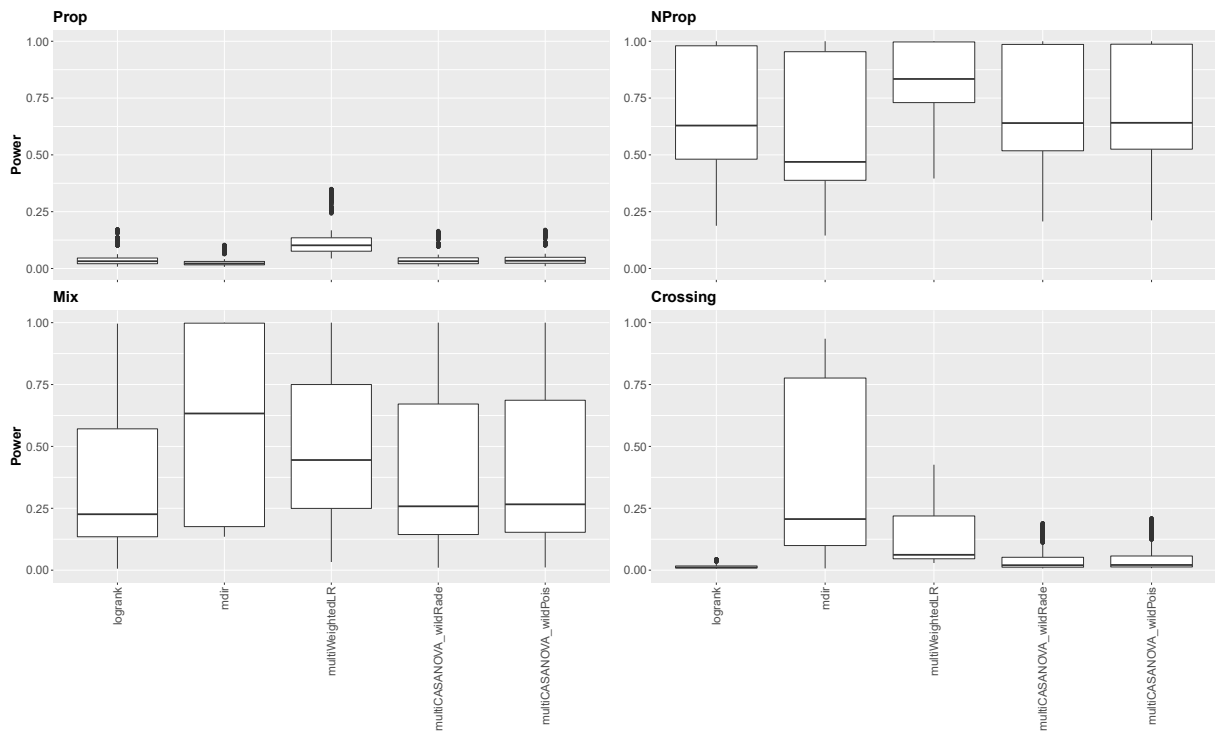 Prop
NProp
1.00
0.75
0.50
0.25
0.00
Power
1.00
0.75
0.50
0.25
0.00
Mix
Crossing
1.00
0.75
0.50
0.25
0.00
Power
1.00
0.75
0.50
0.25
0.00
logrank
mdir
multiWeightedLR
multiCASANOVA_wildRade
multiCASANOVA_wildPois
logrank
mdir
multiWeightedLR
multiCASANOVA_wildRade
multiCASANOVA_wildPois